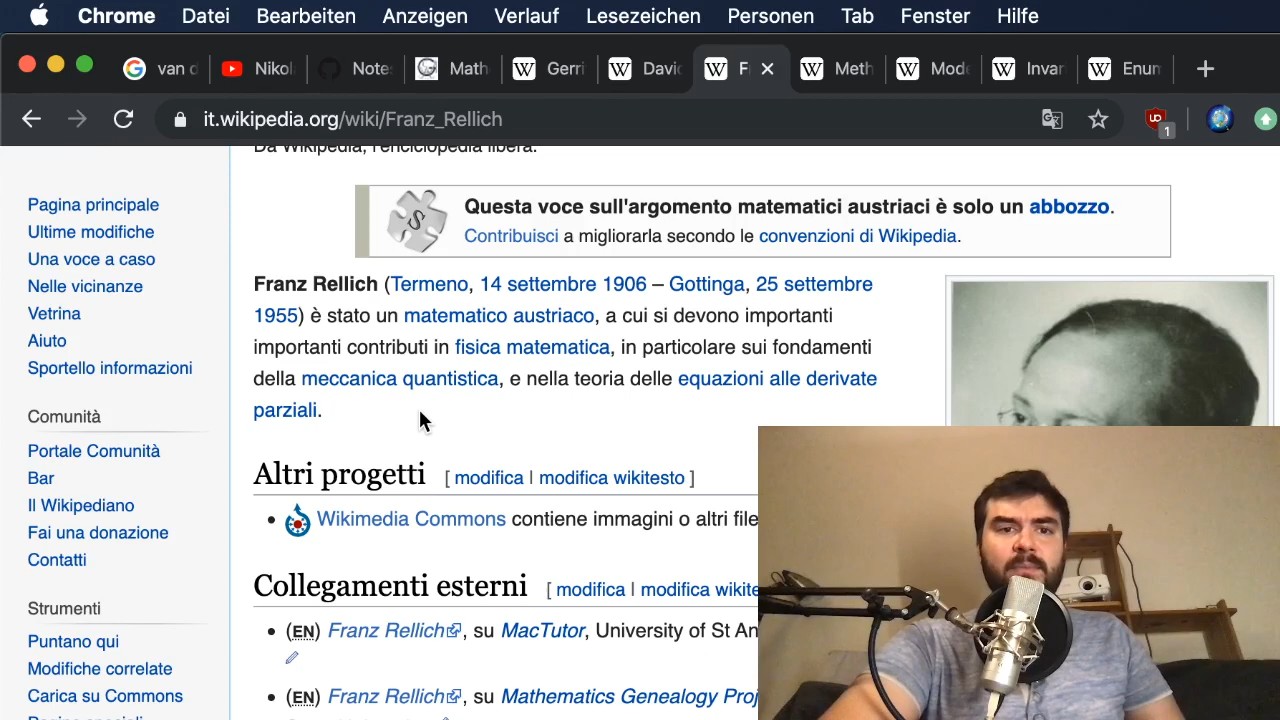 Chrome Datei Bearbeiten Anzeigen Verlauf Lesezeichen Personen Tab Fenster Hilfe
van d Nikol Note Math Gerri Davic F Meth Mode Invar Enum
it.wikipedia.org/wiki/Franz_Rellich
1
Da Wikipedia, l'enciclopedia libera.
Pagina principale
Ultime modifiche
Una voce a caso
Nelle vicinanze
Vetrina
Aiuto
Sportello informazioni
Comunità
Portale Comunità
Bar
Il Wikipediano
Fai una donazione
Contatti
Strumenti
Puntano qui
Modifiche correlate
Carica su Commons
Questa voce sull'argomento matematici austriaci è solo un abbozzo.
Contribuisci a migliorarla secondo le convenzioni di Wikipedia.
Franz Rellich (Termeno, 14 settembre 1906 – Gottinga, 25 settembre
1955) è stato un matematico austriaco, a cui si devono importanti
importanti contributi in fisica matematica, in particolare sui fondamenti
della meccanica quantistica, e nella teoria delle equazioni alle derivate
parziali.
Altri progetti [ modifica | modifica wikitesto ]
Wikimedia Commons contiene immagini o altri file
Collegamenti esterni [ modifica | modifica wikite
(EN) Franz Rellich, su MacTutor, University of St An
(EN) Franz Rellich, su Mathematics Genealogy Proj